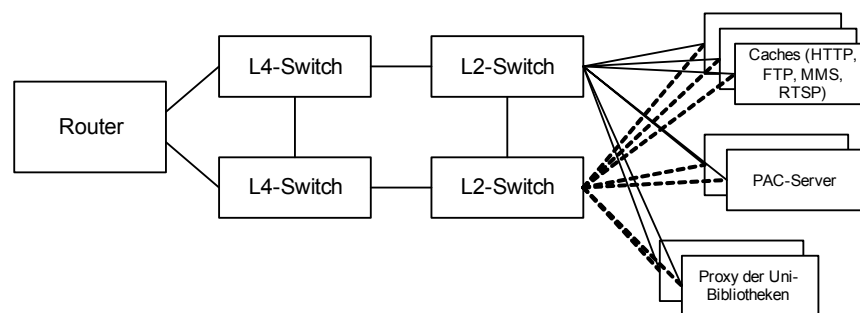 L4-Switch
L2-Switch
Caches (HTTP,
FTP, MMS,
RTSP)
Router
L4-Switch
L2-Switch
PAC-Server
Proxy der Uni-
Bibliotheken